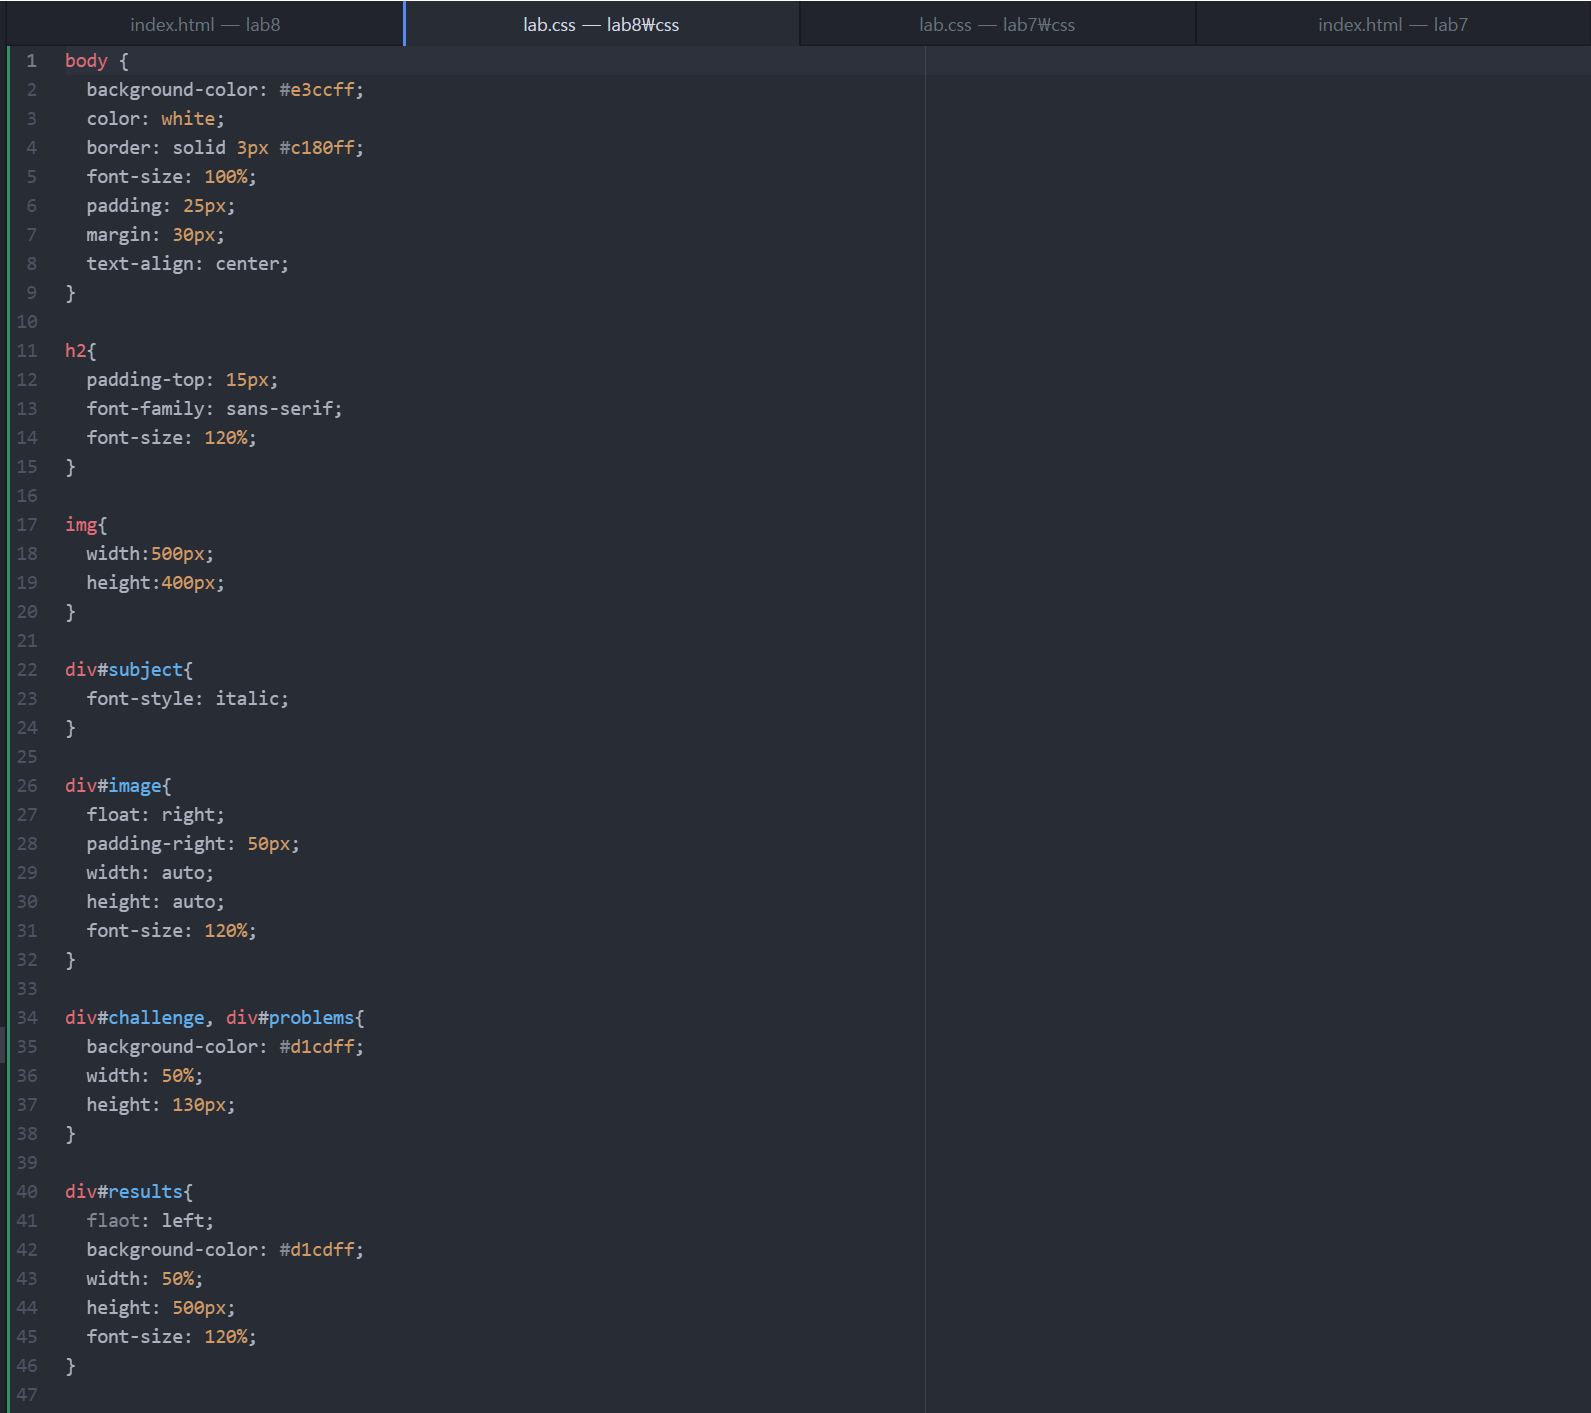 index.html — lab8
lab.css — lab8₩css
lab.css — lab7₩css
index.html — lab7
1 body {
2   background-color: #e3ccff;
3   color: white;
4   border: solid 3px #c180ff;
5   font-size: 100%;
6   padding: 25px;
7   margin: 30px;
8   text-align: center;
9 }
10
11 h2{
12   padding-top: 15px;
13   font-family: sans-serif;
14   font-size: 120%;
15 }
16
17 img{
18   width:500px;
19   height:400px;
20 }
21
22 div#subject{
23   font-style: italic;
24 }
25
26 div#image{
27   float: right;
28   padding-right: 50px;
29   width: auto;
30   height: auto;
31   font-size: 120%;
32 }
33
34 div#challenge, div#problems{
35   background-color: #d1cdff;
36   width: 50%;
37   height: 130px;
38 }
39
40 div#results{
41   flaot: left;
42   background-color: #d1cdff;
43   width: 50%;
44   height: 500px;
45   font-size: 120%;
46 }
47